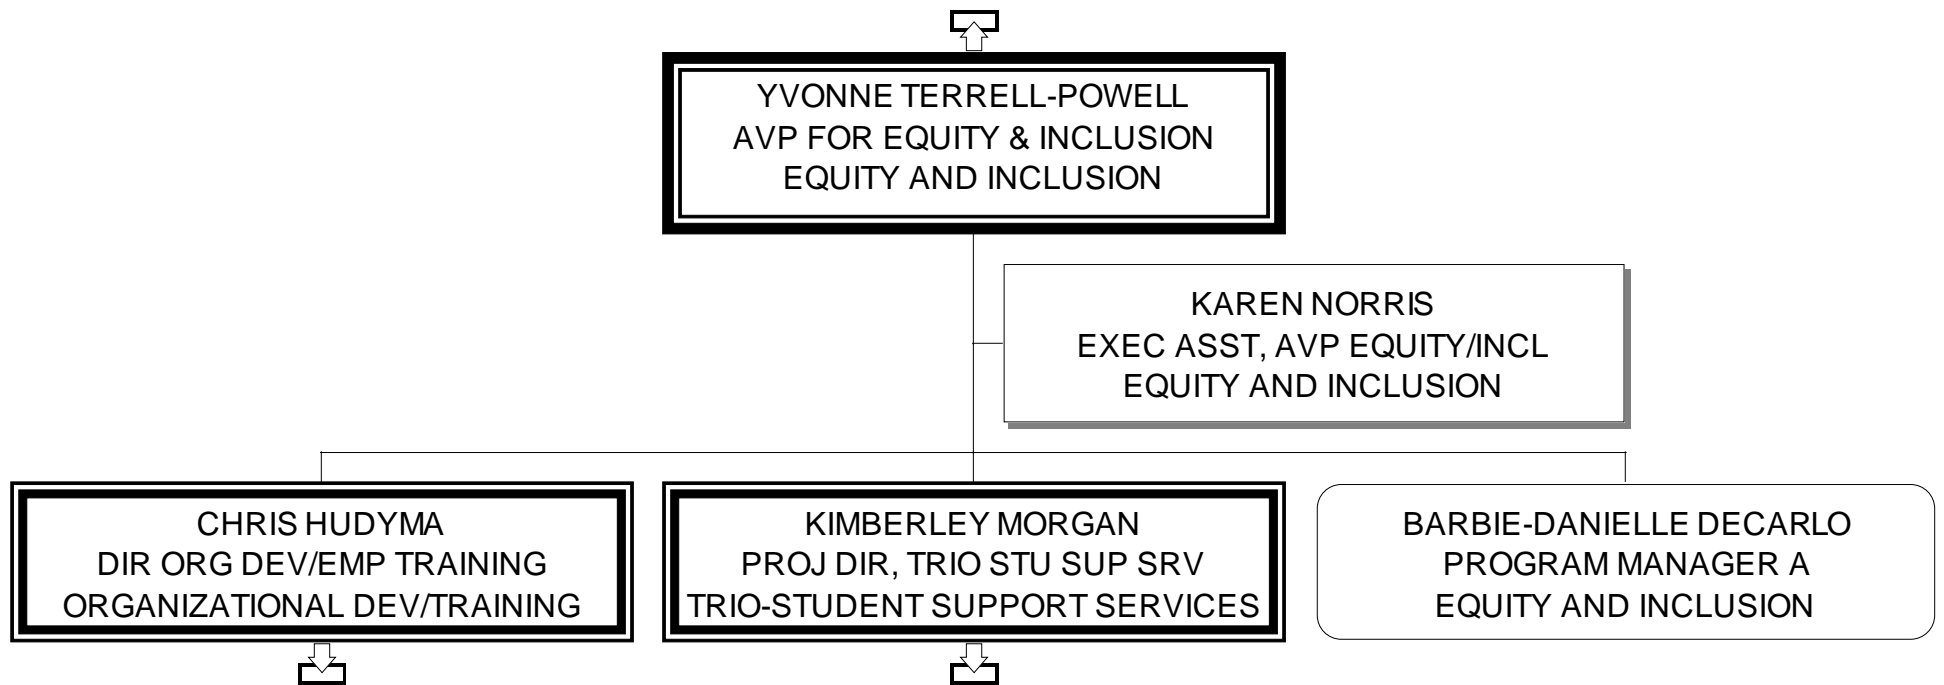 YVONNE TERRELL-POWELL
AVP FOR EQUITY & INCLUSION
EQUITY AND INCLUSION
KAREN NORRIS
EXEC ASST, AVP EQUITY/INCL
EQUITY AND INCLUSION
CHRIS HUDYMA
DIR ORG DEV/EMP TRAINING
ORGANIZATIONAL DEV/TRAINING
KIMBERLEY MORGAN
PROJ DIR, TRIO STU SUP SRV
TRIO-STUDENT SUPPORT SERVICES
BARBIE-DANIELLE DECARLO
PROGRAM MANAGER A
EQUITY AND INCLUSION